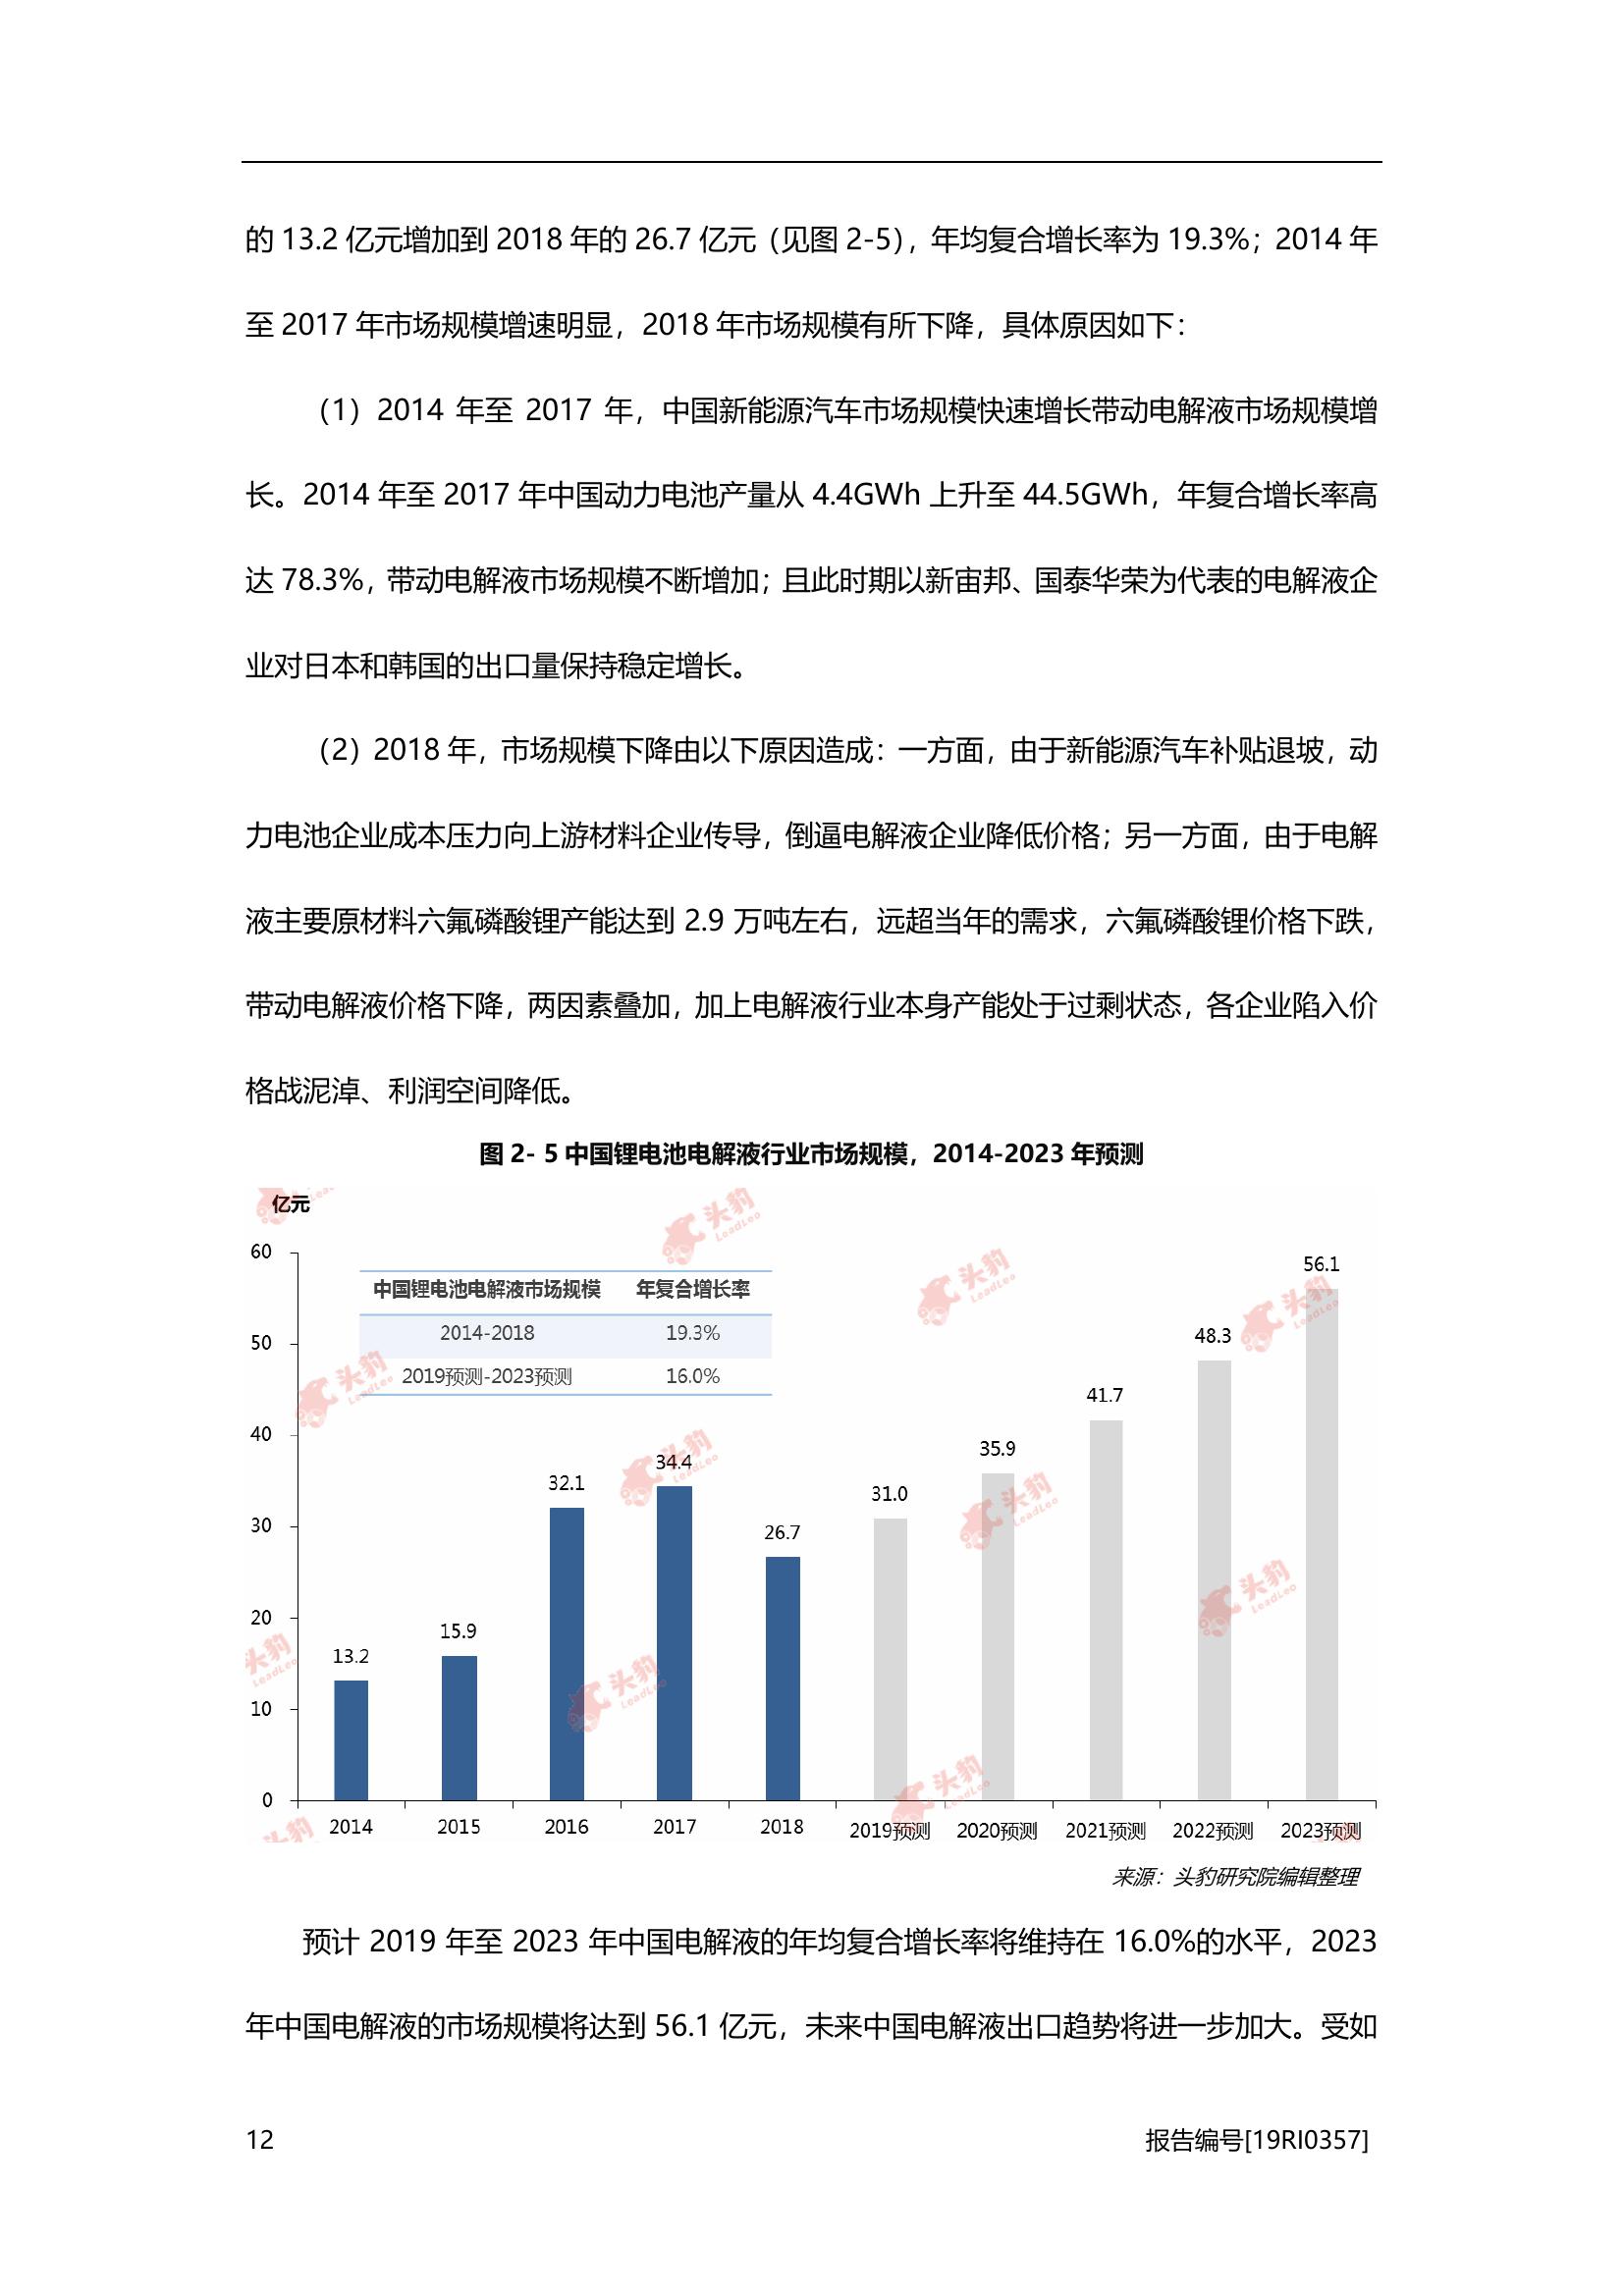 的 13.2 亿元增加到 2018 年的 26.7 亿元（见图 2-5），年均复合增长率为 19.3%；2014 年
至 2017 年市场规模增速明显，2018 年市场规模有所下降，具体原因如下：
（1）2014 年至 2017 年，中国新能源汽车市场规模快速增长带动电解液市场规模增
长。2014 年至 2017 年中国动力电池产量从 4.4GWh 上升至 44.5GWh，年复合增长率高
达 78.3%，带动电解液市场规模不断增加；且此时期以新宙邦、国泰华荣为代表的电解液企
业对日本和韩国的出口量保持稳定增长。
（2）2018 年，市场规模下降由以下原因造成：一方面，由于新能源汽车补贴退坡，动
力电池企业成本压力向上游材料企业传导，倒逼电解液企业降低价格；另一方面，由于电解
液主要原材料六氟磷酸锂产能达到 2.9 万吨左右，远超当年的需求，六氟磷酸锂价格下跌，
带动电解液价格下降，两因素叠加，加上电解液行业本身产能处于过剩状态，各企业陷入价
格战泥淖、利润空间降低。
图 2- 5 中国锂电池电解液行业市场规模，2014-2023 年预测
亿元
60
50
40
30
20
10
0
中国锂电池电解液市场规模 年复合增长率
2014-2018 19.3%
2019预测-2023预测 16.0%
13.2
15.9
32.1
34.4
26.7
31.0
35.9
41.7
48.3
56.1
2014 2015 2016 2017 2018 2019预测 2020预测 2021预测 2022预测 2023预测
头豹 LeadLeo
来源：头豹研究院编辑整理
预计 2019 年至 2023 年中国电解液的年均复合增长率将维持在 16.0%的水平，2023
年中国电解液的市场规模将达到 56.1 亿元，未来中国电解液出口趋势将进一步加大。受如
12 报告编号[19RI0357]